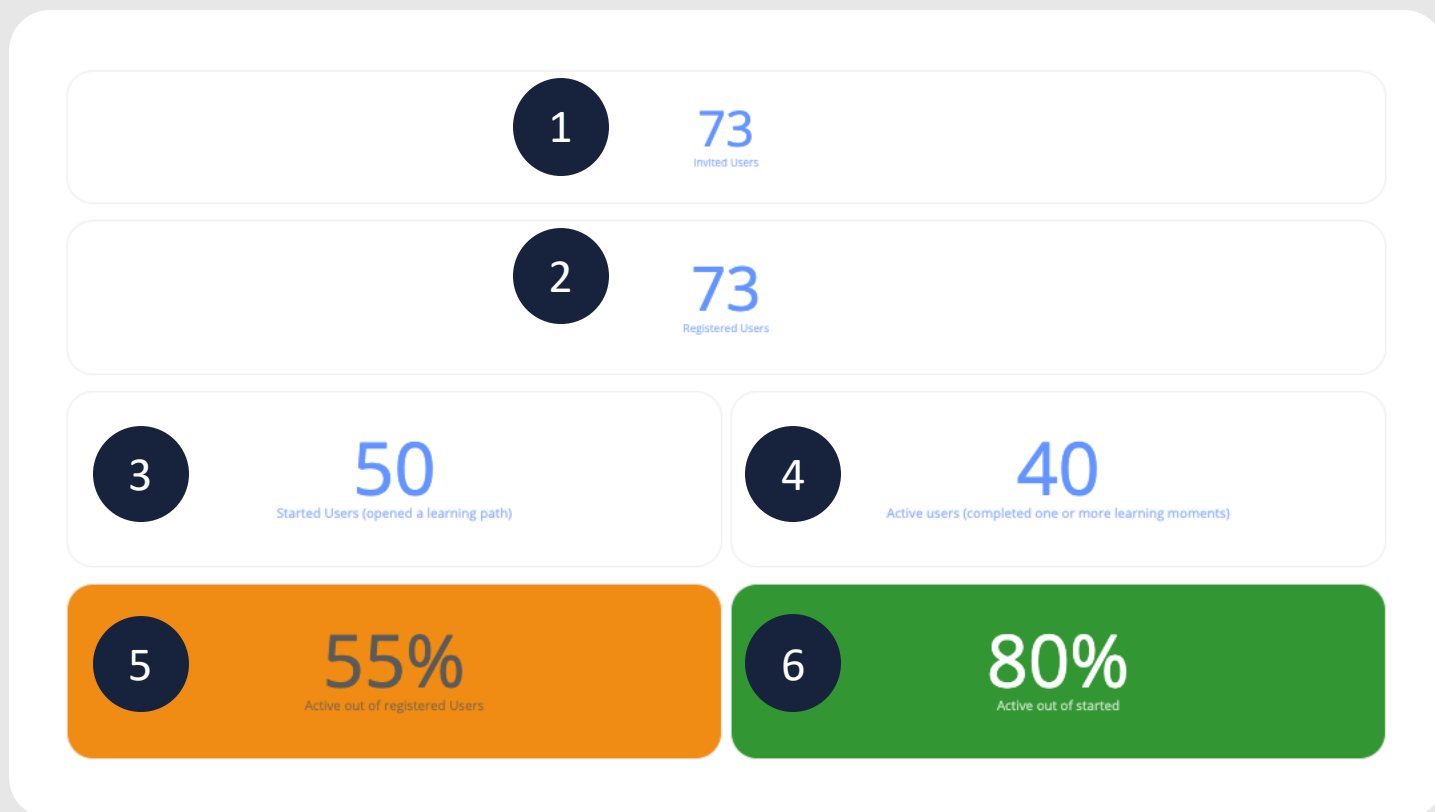 1
73
Invited Users
2
73
Registered Users
3
50
Started Users (opened a learning path)
4
40
Active users (completed one or more learning moments)
5
55%
Active out of registered Users
6
80%
Active out of started